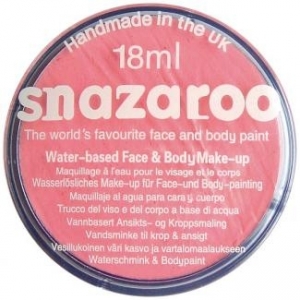 Handmade in the UK
18ml
snazaroo
The world's favourite face and body paint
Water-based Face & BodyMake-up
Maquillage à l'eau pour le visage et le corps
Wasserlösliches Make-up für Face-und Body-painting
Maquillaje al agua para cara y cuerpo
Trucco del viso e del corpo a base di acqua
Vannbasert Ansikts- og Kroppsmaling
Vandsminke til krop & ansigt
Vesiliukoinen väri kasvo ja vartalomaalaukseen
Waterschmink & Bodypaint